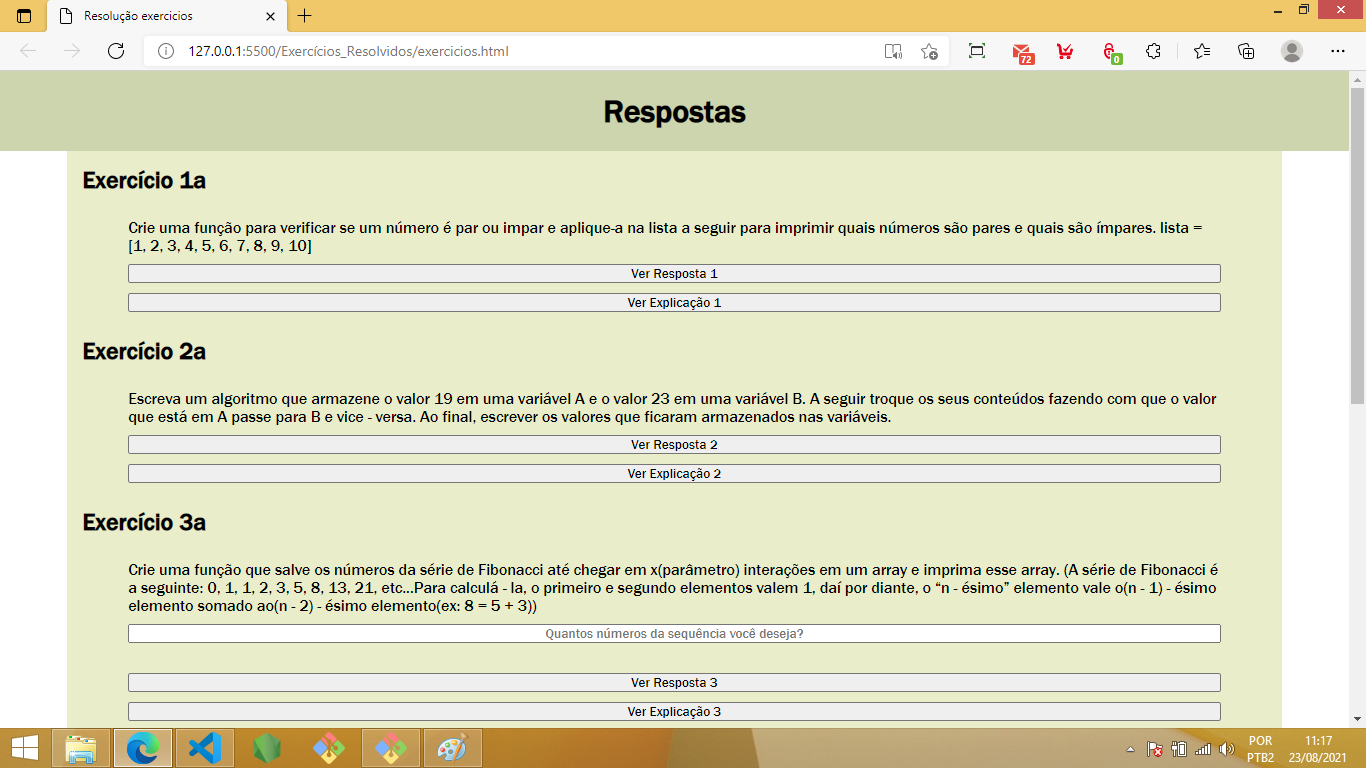 Resolução exercicios
127.0.0.1:5500/Exercícios_Resolvidos/exercicios.html
72
0
Respostas
Exercício 1a
Crie uma função para verificar se um número é par ou impar e aplique-a na lista a seguir para imprimir quais números são pares e quais são ímpares. lista =
[1, 2, 3, 4, 5, 6, 7, 8, 9, 10]
Ver Resposta 1
Ver Explicação 1
Exercício 2a
Escreva um algoritmo que armazene o valor 19 em uma variável A e o valor 23 em uma variável B. A seguir troque os seus conteúdos fazendo com que o valor
que está em A passe para B e vice - versa. Ao final, escrever os valores que ficaram armazenados nas variáveis.
Ver Resposta 2
Ver Explicação 2
Exercício 3a
Crie uma função que salve os números da série de Fibonacci até chegar em x(parâmetro) interações em um array e imprima esse array. (A série de Fibonacci é
a seguinte: 0, 1, 1, 2, 3, 5, 8, 13, 21, etc...Para calculá - la, o primeiro e segundo elementos valem 1, daí por diante, o “n - ésimo” elemento vale o(n - 1) - ésimo
elemento somado ao(n - 2) - ésimo elemento(ex: 8 = 5 + 3))
Quantos números da sequência você deseja?
Ver Resposta 3
Ver Explicação 3
POR
PTB2
11:17
23/08/2021